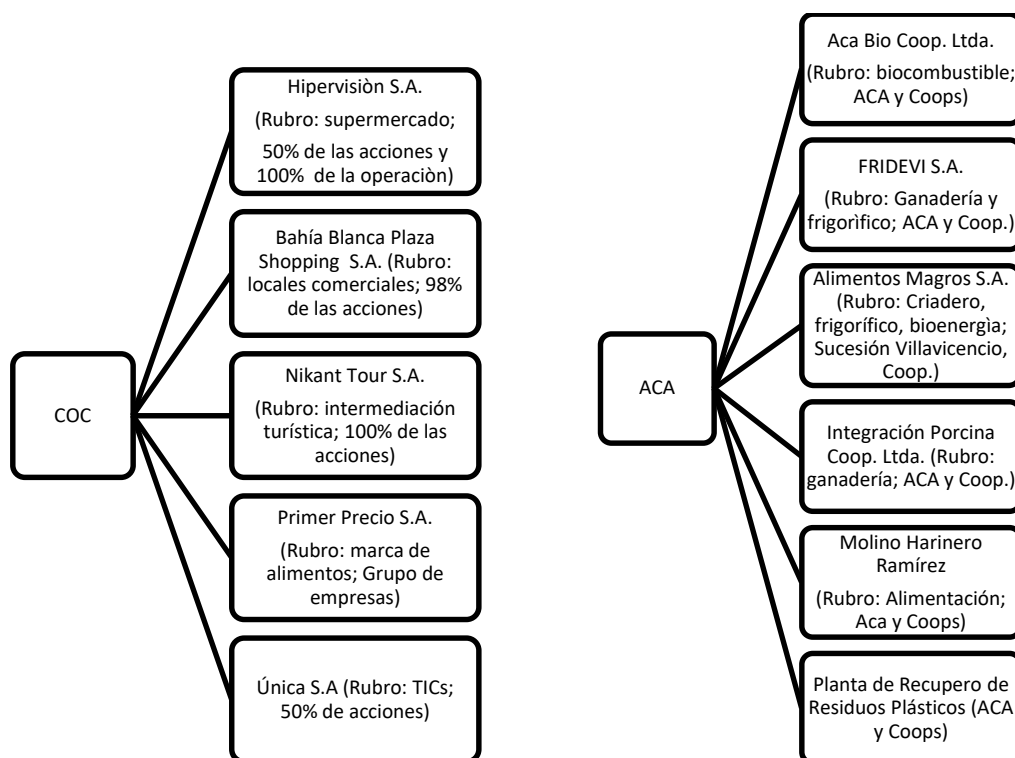 COC
Hipervisiòn S.A.
(Rubro: supermercado;
50% de las acciones y
100% de la operaciòn)
Bahía Blanca Plaza
Shopping S.A. (Rubro:
locales comerciales; 98%
de las acciones)
Nikant Tour S.A.
(Rubro: intermediación
turística; 100% de las
acciones)
Primer Precio S.A.
(Rubro: marca de
alimentos; Grupo de
empresas)
Única S.A (Rubro: TICs;
50% de acciones)
ACA
Aca Bio Coop. Ltda.
(Rubro: biocombustible;
ACA y Coops)
FRIDEVI S.A.
(Rubro: Ganadería y
frigorìfico; ACA y Coop.)
Alimentos Magros S.A.
(Rubro: Criadero,
frigorífico, bioenergìa;
Sucesión Villavicencio,
Coop.)
Integración Porcina
Coop. Ltda. (Rubro:
ganadería; ACA y Coop.)
Molino Harinero
Ramírez
(Rubro: Alimentación;
Aca y Coops)
Planta de Recupero de
Residuos Plásticos (ACA
y Coops)